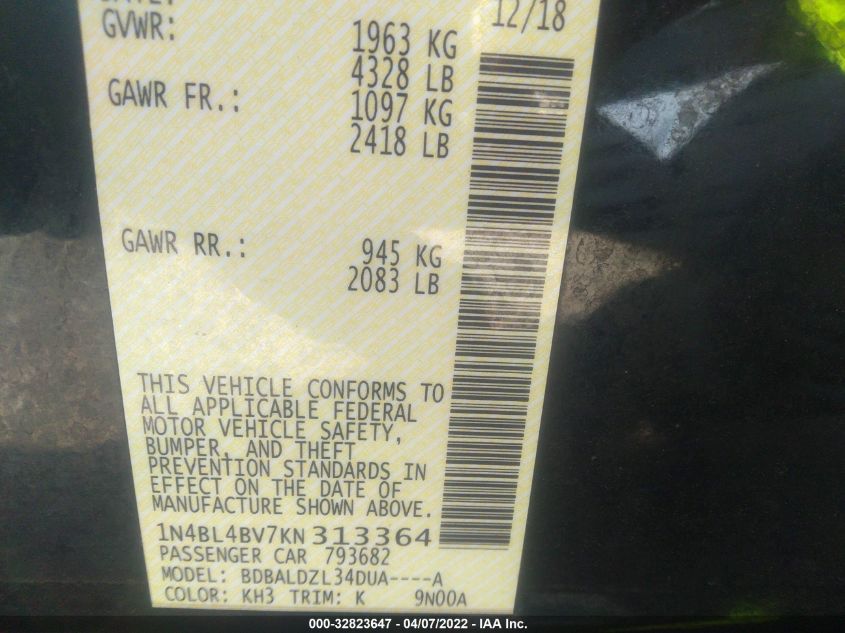 12/18
GVWR: 1963 KG
4328 LB
GAWR FR.: 1097 KG
2418 LB
GAWR RR.: 945 KG
2083 LB
THIS VEHICLE CONFORMS TO
ALL APPLICABLE FEDERAL
MOTOR VEHICLE SAFETY,
BUMPER, AND THEFT
PREVENTION STANDARDS IN
EFFECT ON THE DATE OF
MANUFACTURE SHOWN ABOVE.
1N4BL4BV7KN313364
PASSENGER CAR 793682
MODEL: BDBALDZL34DUA----A
COLOR: KH3 TRIM: K 9N00A
000-32823647 - 04/07/2022 - IAA Inc.